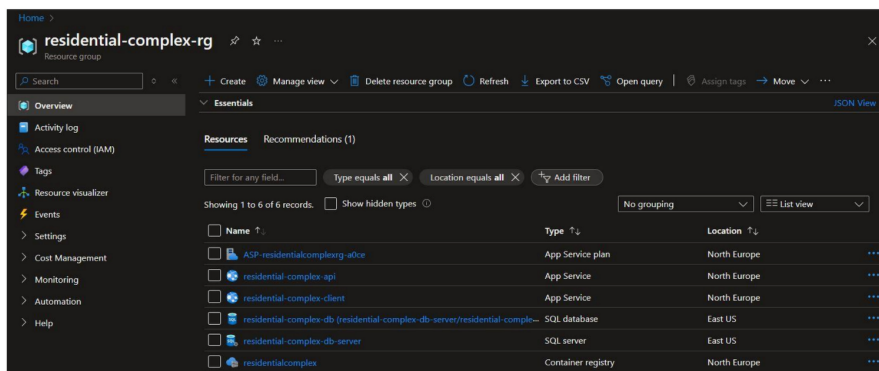 Home >
residential-complex-rg
Resource group
Search
Overview
Activity log
Access control (IAM)
Tags
Resource visualizer
Events
Settings
Cost Management
Monitoring
Automation
Help
Create Manage view Delete resource group Refresh Export to CSV Open query Assign tags Move
Essentials JSON View
Resources Recommendations (1)
Filter for any field... Type equals all Location equals all Add filter
Showing 1 to 6 of 6 records. Show hidden types No grouping List view
Name Type Location
ASP-residentialcomplexrg-a0ce App Service plan North Europe
residential-complex-api App Service North Europe
residential-complex-client App Service North Europe
residential-complex-db (residential-complex-db-server/residential-comple... SQL database East US
residential-complex-db-server SQL server East US
residentialcomplex Container registry North Europe